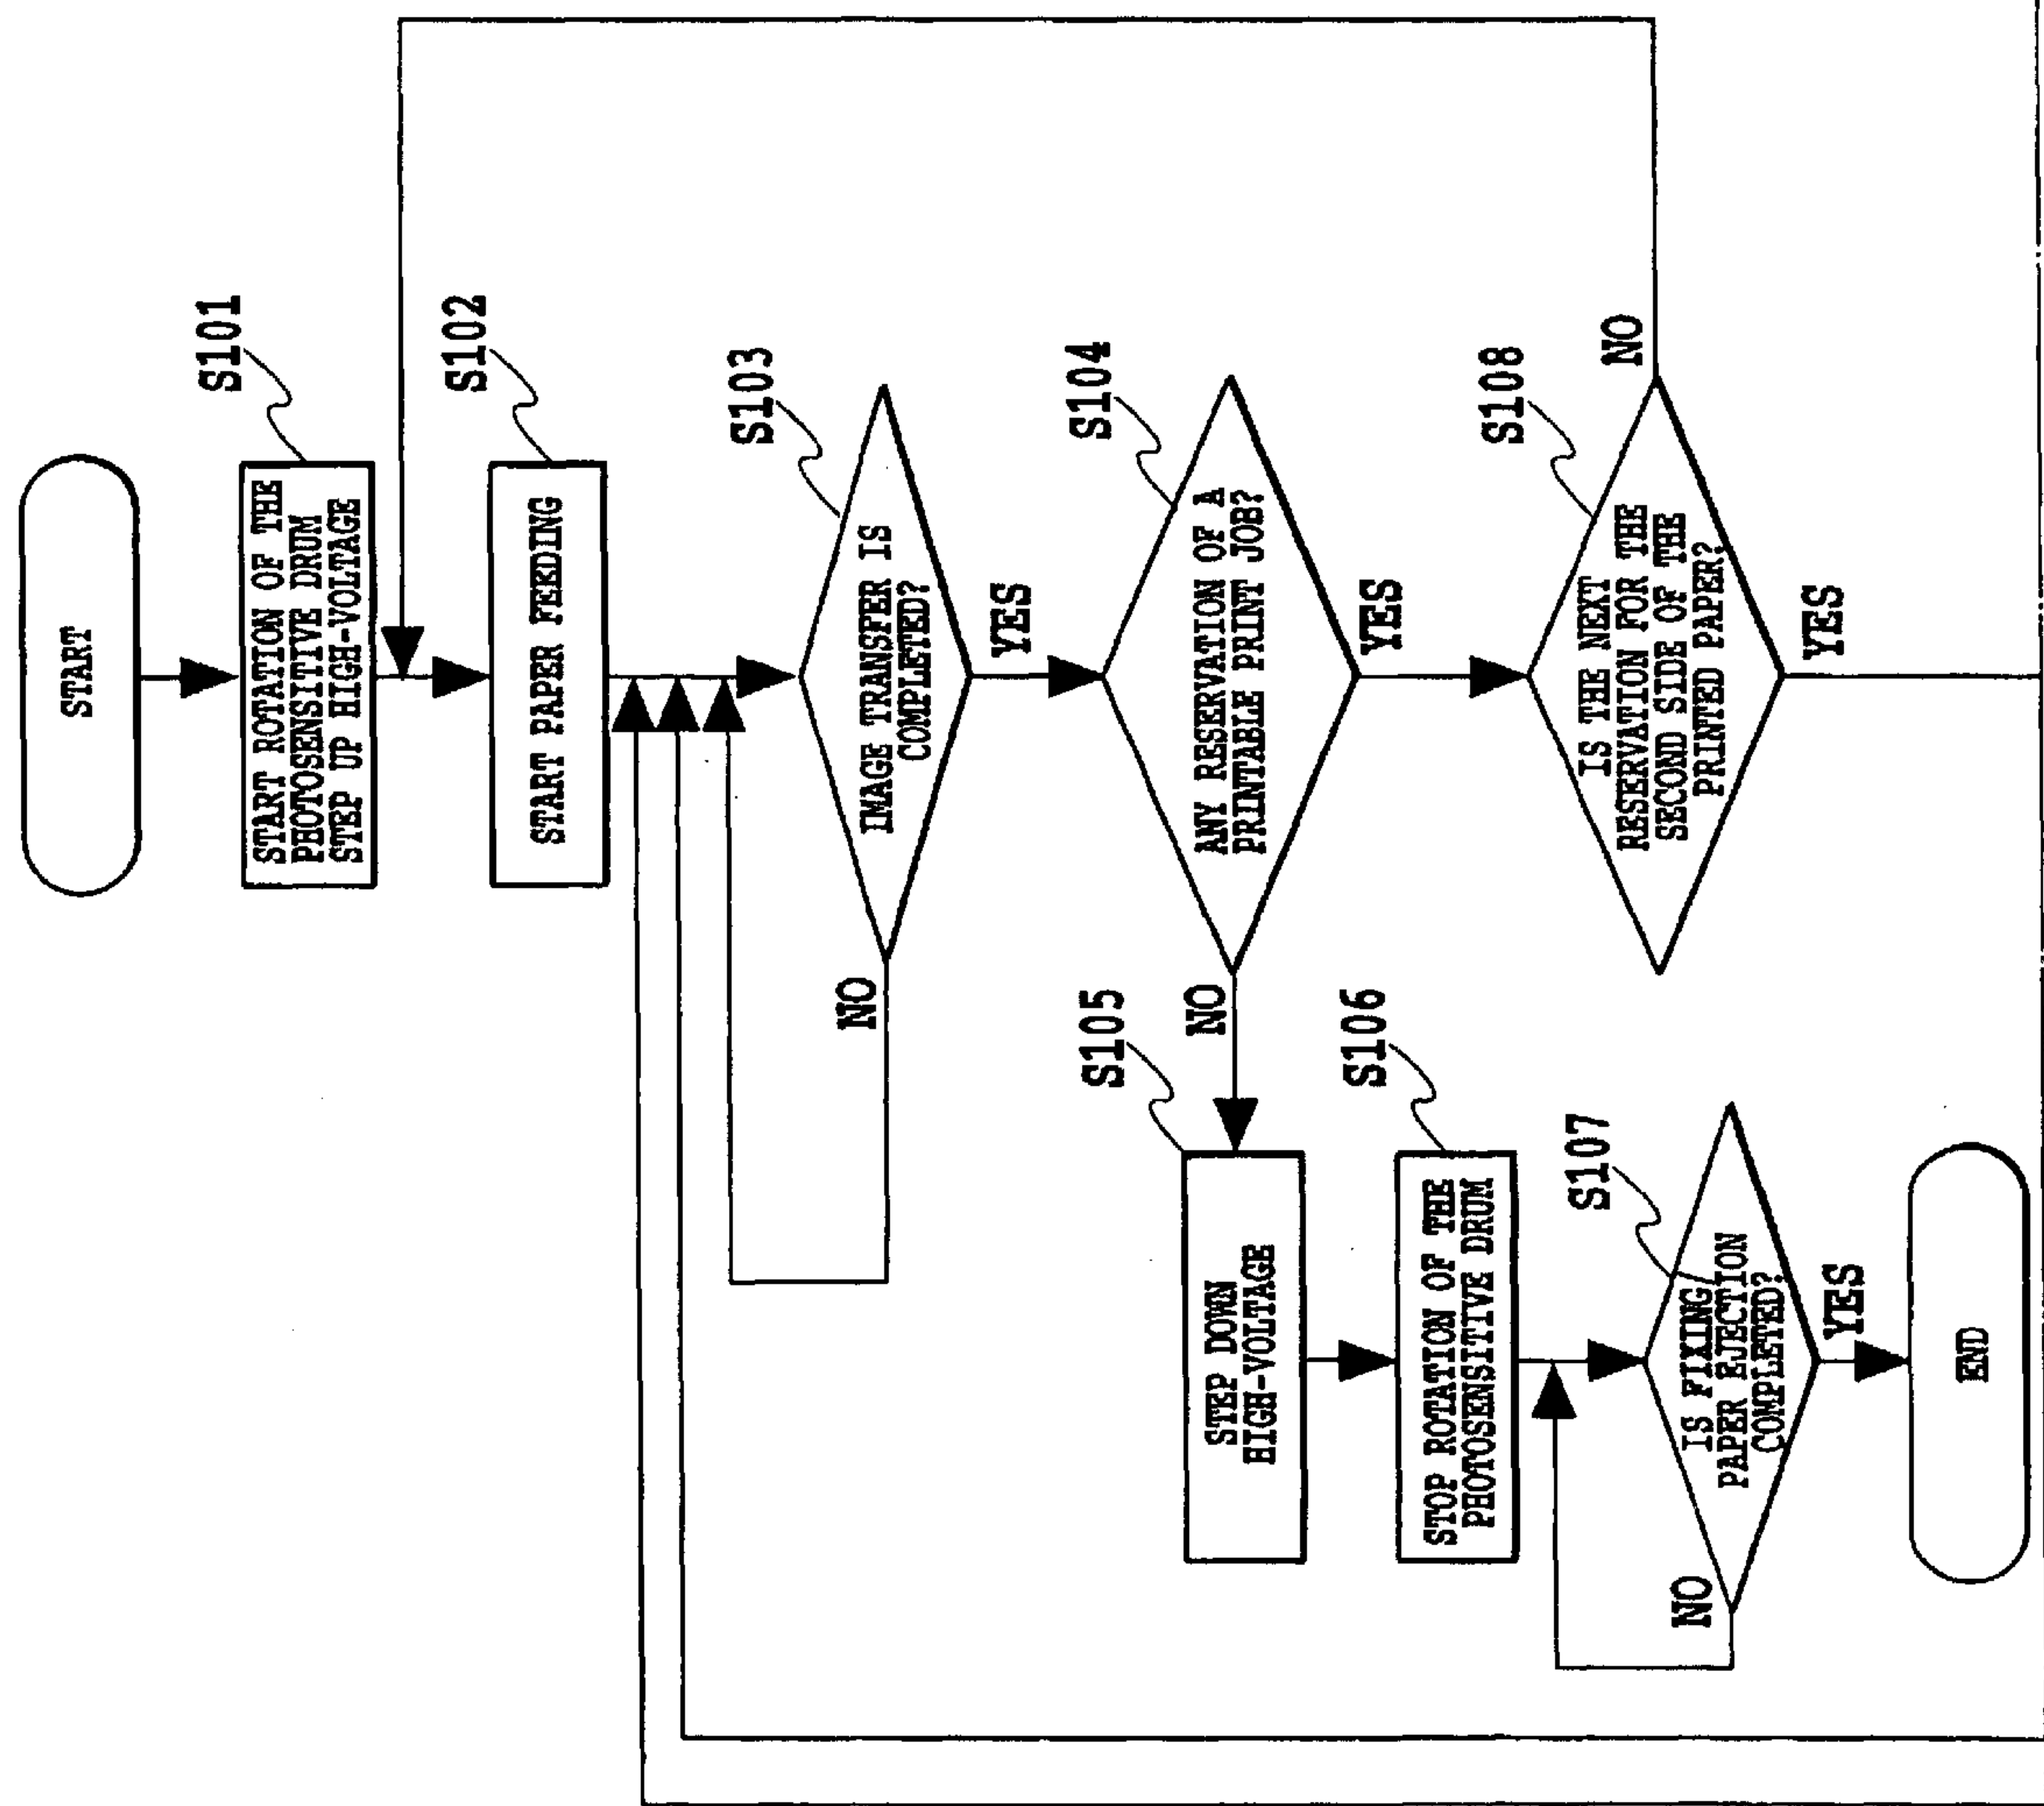 START
S101
START ROTATION OF THE
PHOTOSENSITIVE DRUM
STEP UP HIGH-VOLTAGE
S102
START PAPER FEEDING
S103
IMAGE TRANSFER IS
COMPLETED?
NO
YES
S104
ANY RESERVATION OF A
PRINTABLE PRINT JOB?
NO
YES
S105
STEP DOWN
HIGH-VOLTAGE
S106
STOP ROTATION OF THE
PHOTOSENSITIVE DRUM
S107
IS FIXING
PAPER EJECTION
COMPLETED?
NO
YES
END
S108
IS THE NEXT
RESERVATION FOR THE
SECOND SIDE OF THE
PRINTED PAPER?
NO
YES